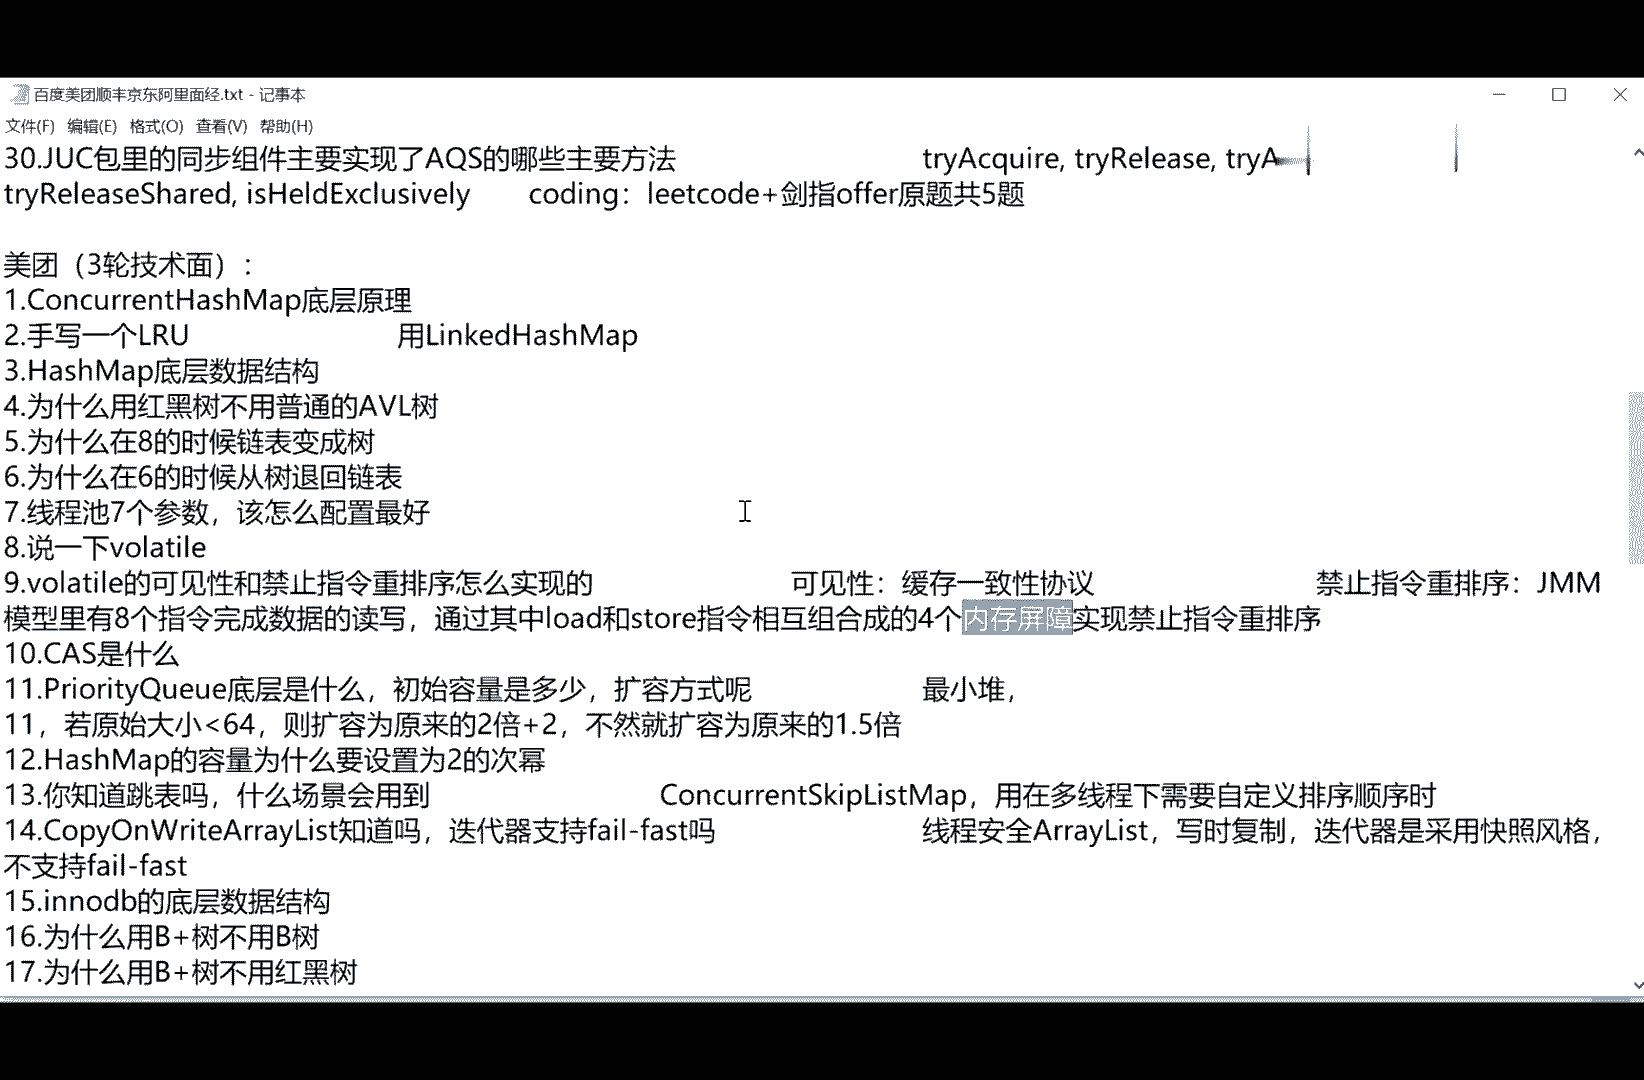 百度美团顺丰京东阿里面经.txt - 记事本
文件(F) 编辑(E) 格式(O) 查看(V) 帮助(H)
30.JUC包里的同步组件主要实现了AQS的哪些主要方法 tryAcquire, tryRelease,
tryReleaseShared, isHeldExclusively coding：leetcode+剑指offer原题共5题
美团（3轮技术面）:
1.ConcurrentHashMap底层原理
2.手写一个LRU 用LinkedHashMap
3.HashMap底层数据结构
4.为什么用红黑树不用普通的AVL树
5.为什么在8的时候链表变成树
6.为什么在6的时候从树退回链表
7.线程池7个参数，该怎么配置最好
8.说一下volatile
9.volatile的可见性和禁止指令重排序怎么实现的 可见性：缓存一致性协议 禁止指令重排序：JMM
模型里有8个指令完成数据的读写，通过其中load和store指令相互组合成的4个内存屏障实现禁止指令重排序
10.CAS是什么
11.PriorityQueue底层是什么，初始容量是多少，扩容方式呢 最小堆，
11，若原始大小<64，则扩容为原来的2倍+2，不然就扩容为原来的1.5倍
12.HashMap的容量为什么要设置为2的次幂
13.你知道跳表吗，什么场景会用到 ConcurrentSkipListMap，用在多线程下需要自定义排序顺序时
14.CopyOnWriteArrayList知道吗，迭代器支持fail-fast吗 线程安全ArrayList，写时复制，迭代器是采用快照风格，
不支持fail-fast
15.innodb的底层数据结构
16.为什么用B+树不用B树
17.为什么用B+树不用红黑树